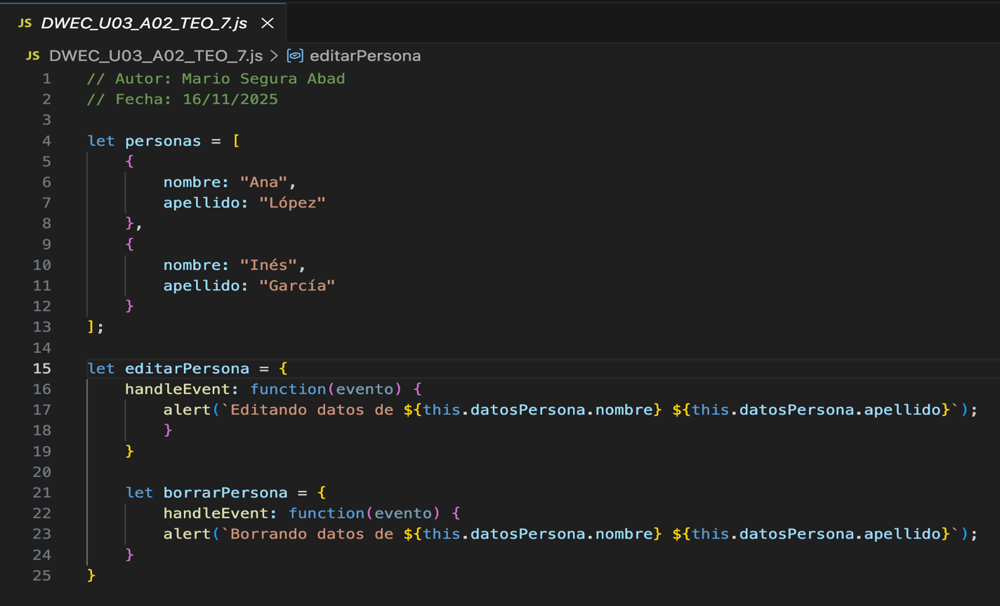 JS DWEC_U03_A02_TEO_7.js ×
JS DWEC_U03_A02_TEO_7.js > editarPersona
1 // Autor: Mario Segura Abad
2 // Fecha: 16/11/2025
3
4 let personas = [
5     {
6         nombre: "Ana",
7         apellido: "López"
8     },
9     {
10         nombre: "Inés",
11         apellido: "García"
12     }
13 ];
14
15 let editarPersona = {
16     handleEvent: function(evento) {
17         alert(`Editando datos de ${this.datosPersona.nombre} ${this.datosPersona.apellido}`);
18         }
19     }
20
21     let borrarPersona = {
22         handleEvent: function(evento) {
23         alert(`Borrando datos de ${this.datosPersona.nombre} ${this.datosPersona.apellido}`);
24     }
25 }